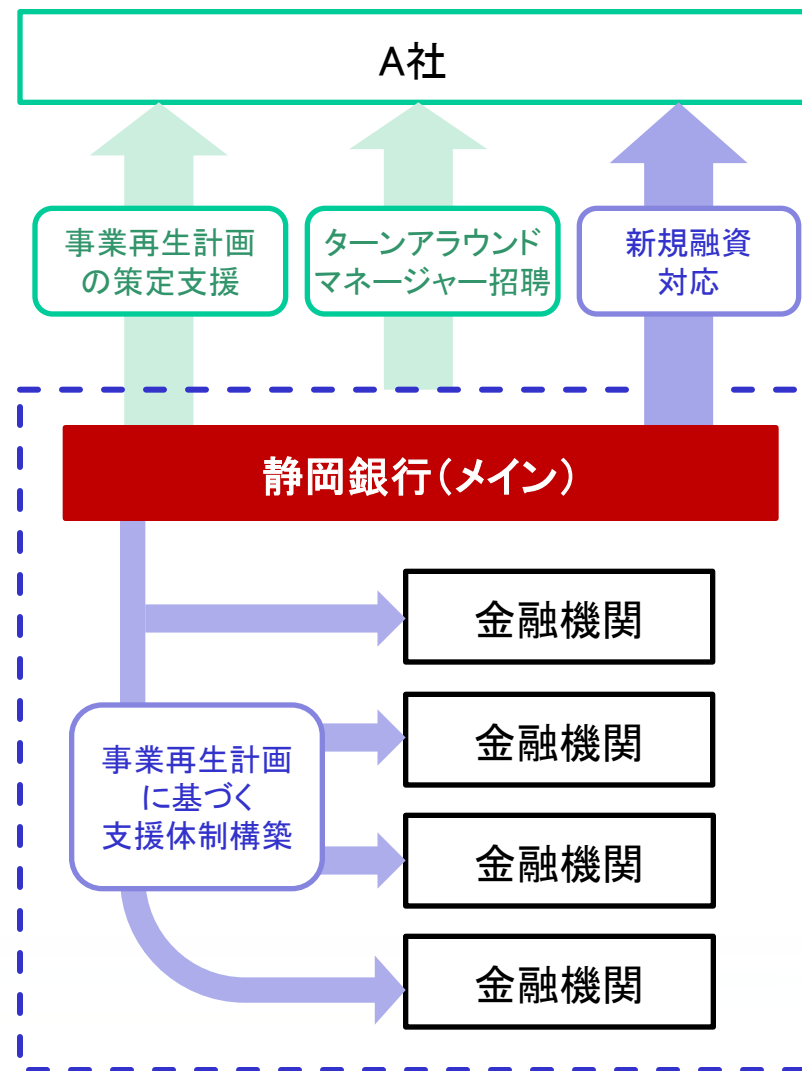 A社
事業再生計画
の策定支援
ターンアラウンド
マネージャー招聘
新規融資
対応
静岡銀行(メイン)
金融機関
金融機関
事業再生計画
に基づく
支援体制構築
金融機関
金融機関